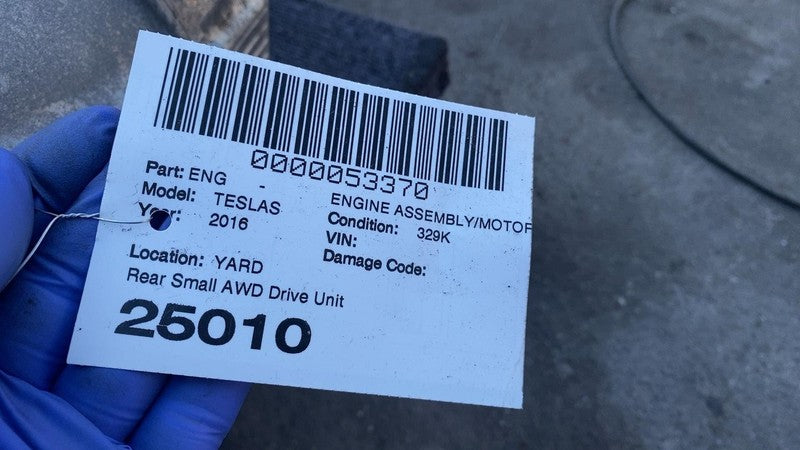 0000053370
Part: ENG - ENGINE ASSEMBLY/MOTOR
Model: TESLAS Condition: 329K
Year: 2016 VIN:
Damage Code:
Location: YARD
Rear Small AWD Drive Unit
25010